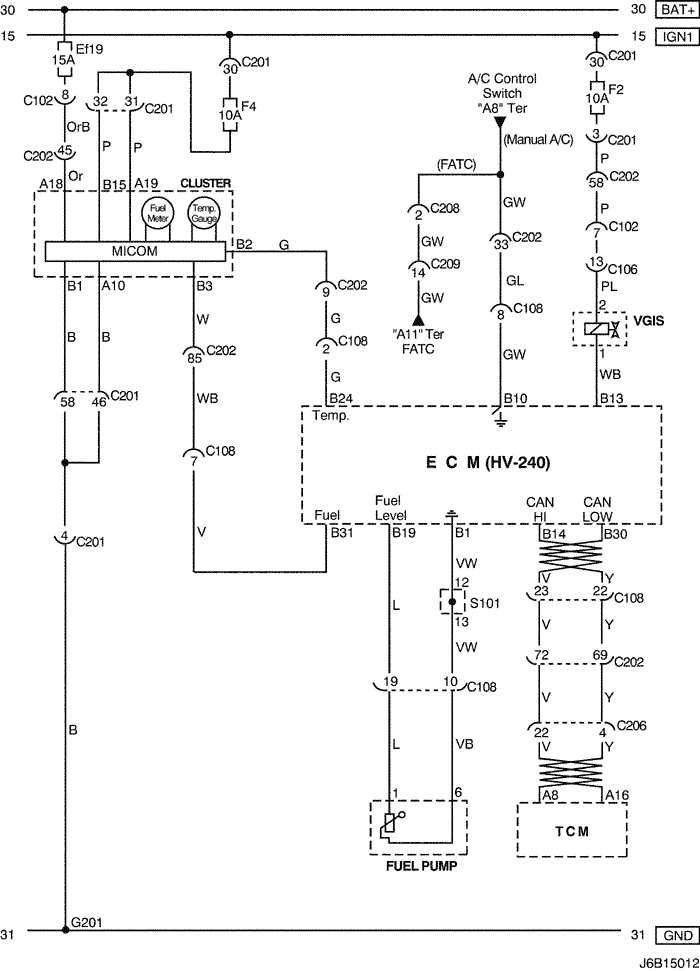 30 30 BAT+
15 15 IGN1
Ef19
15A
8
C102
OrB
45
C202
Or
A18
32 31 C201
P P
B15 A19
30 C201
F4
10A
A/C Control
Switch
"A8" Ter
(Manual A/C)
(FATC)
GW
2 C208
GW
14 C209
GW
"A11" Ter
FATC
33 C202
GL
8 C108
GW
C201
30
F2
10A
3
C201
P
58 C202
P
7 C102
13
C106
PL
2
VGIS
1
WB
CLUSTER
Fuel
Meter
Temp.
Gauge
MICOM
B2 G
B1 A10 B3
9 C202
G
2 C108
G
B B W
85 C202
WB
7 C108
V
58 46 C201
4
C201
B
B24 B10 B13
Temp.
E C M (HV-240)
Fuel
Fuel
Level
CAN
HI
CAN
LOW
B31 B19 B1 B14 B30
VW
12
S101
13
VW
L
19 10 C108
L VB
1 6
FUEL PUMP
V Y
23 22 C108
V Y
72 69 C202
V Y
C206
22 4
V Y
A8 A16
TCM
G201
31 31 GND
J6B15012